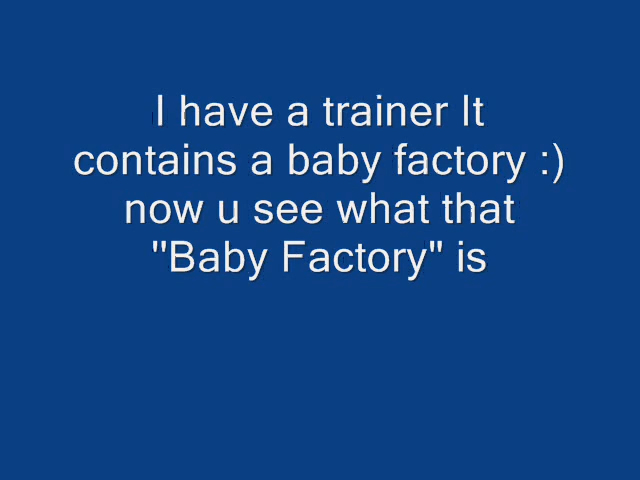 I have a trainer It
contains a baby factory :)
now u see what that
"Baby Factory" is